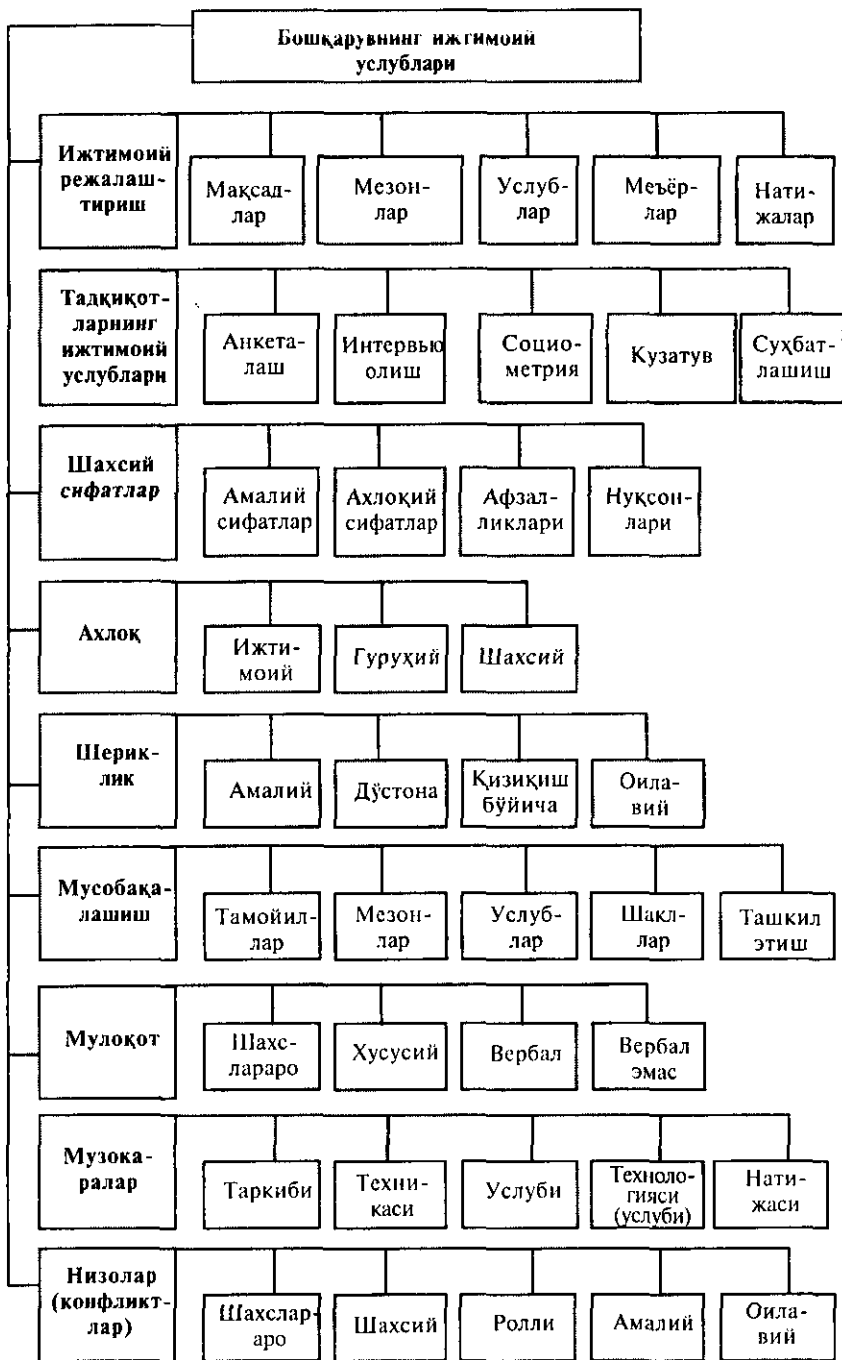 Бошқарувнинг ижтимоий
услублари
Ижтимоий
режалаш-
тириш
Мақсад-
лар
Мезон-
лар
Услуб-
лар
Меъёр-
лар
Нати-
жалар
Тадқиқот-
ларнинг
ижтимоий
услублари
Анкета-
лаш
Интервью
олиш
Социо-
метрия
Кузатув
Суҳбат-
лашиш
Шахсий
сифатлар
Амалий
сифатлар
Ахлоқий
сифатлар
Афзал-
ликлари
Нуқсон-
лари
Ахлоқ
Ижти-
моий
Гуруҳий
Шахсий
Шерик-
лик
Амалий
Дўстона
Қизиқиш
бўйича
Оила-
вий
Мусобақа-
лашиш
Тамойил-
лар
Мезон-
лар
Услуб-
лар
Шакл-
лар
Ташкил
этиш
Мулоқот
Шахс-
лараро
Хусусий
Вербал
Вербал
эмас
Музока-
ралар
Таркиби
Техни-
каси
Услуби
Техноло-
гияси
(услуби)
Нати-
жаси
Низолар
(конфликт-
лар)
Шахслар-
аро
Шахсий
Ролли
Амалий
Оила-
вий